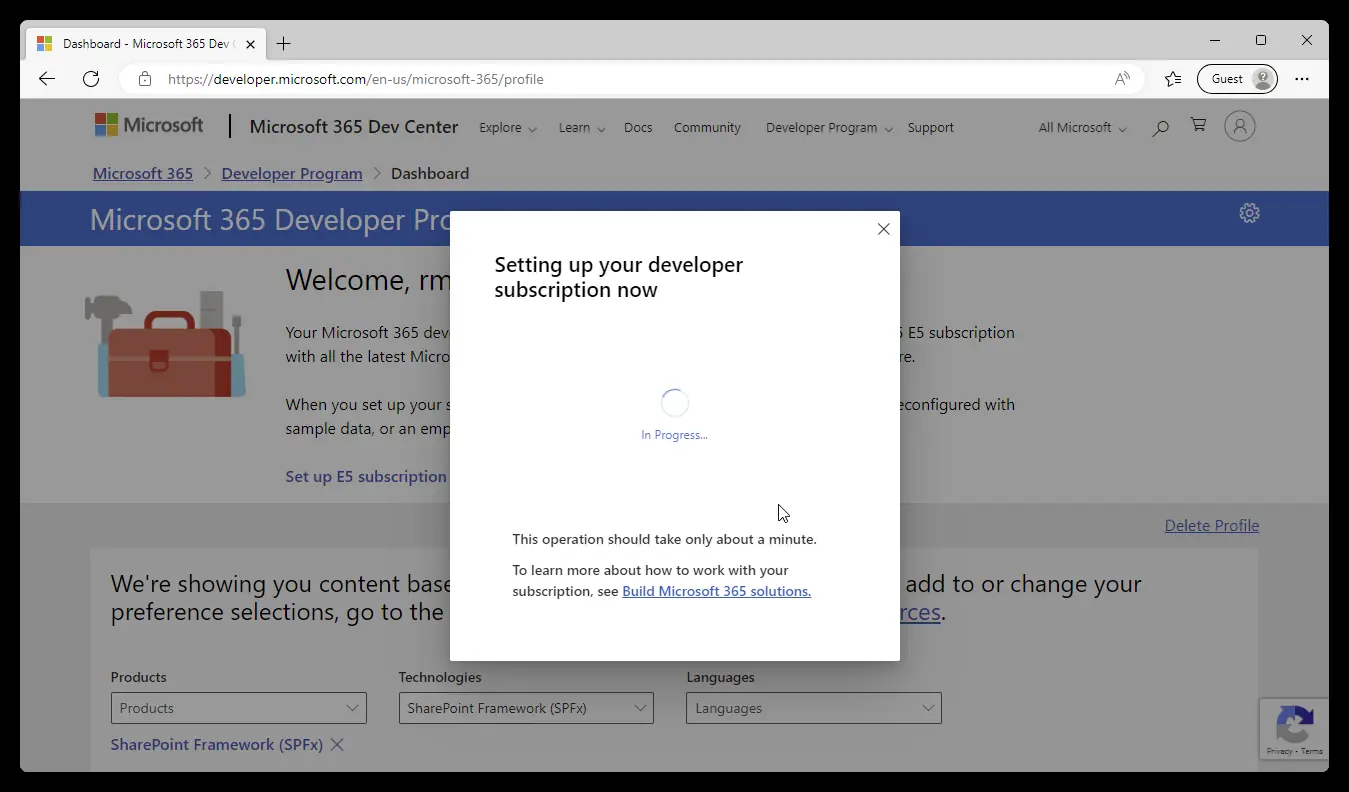 Dashboard - Microsoft 365 Dev
https://developer.microsoft.com/en-us/microsoft-365/profile
Guest
Microsoft
Microsoft 365 Dev Center
Explore
Learn
Docs
Community
Developer Program
Support
All Microsoft
Microsoft 365 > Developer Program > Dashboard
Microsoft 365 Developer Pro
Welcome, rm
Your Microsoft 365 dev
E5 subscription
with all the latest Micro
re.
When you set up your s
econfigured with
sample data, or an emp
Set up E5 subscription
Setting up your developer
subscription now
In Progress...
This operation should take only about a minute.
To learn more about how to work with your
subscription, see Build Microsoft 365 solutions.
Delete Profile
We're showing you content base
add to or change your
preference selections, go to the
rces.
Products
Technologies
Languages
Products
SharePoint Framework (SPFx)
Languages
SharePoint Framework (SPFx)
Privacy - Terms